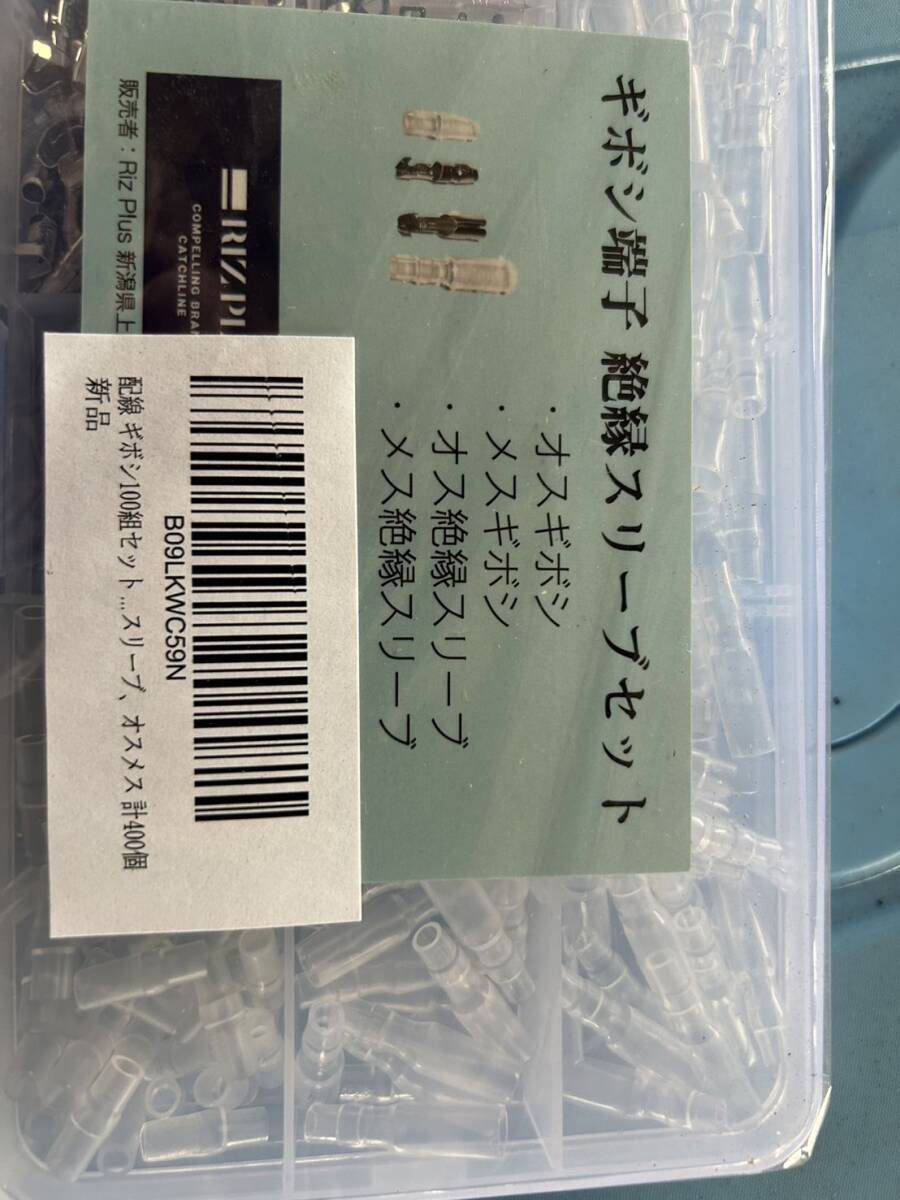 ギボシ端子 絶縁スリーブセット
・オスギボシ
・メスギボシ
・オス絶縁スリーブ
・メス絶縁スリーブ
RIZ
COMPELLING
CATCHLINE
販売者：Riz Plus 新潟県上
B09LKWC59N
配線 ギボシ100組セット ...スリーブ、オスメス 計400個
新品